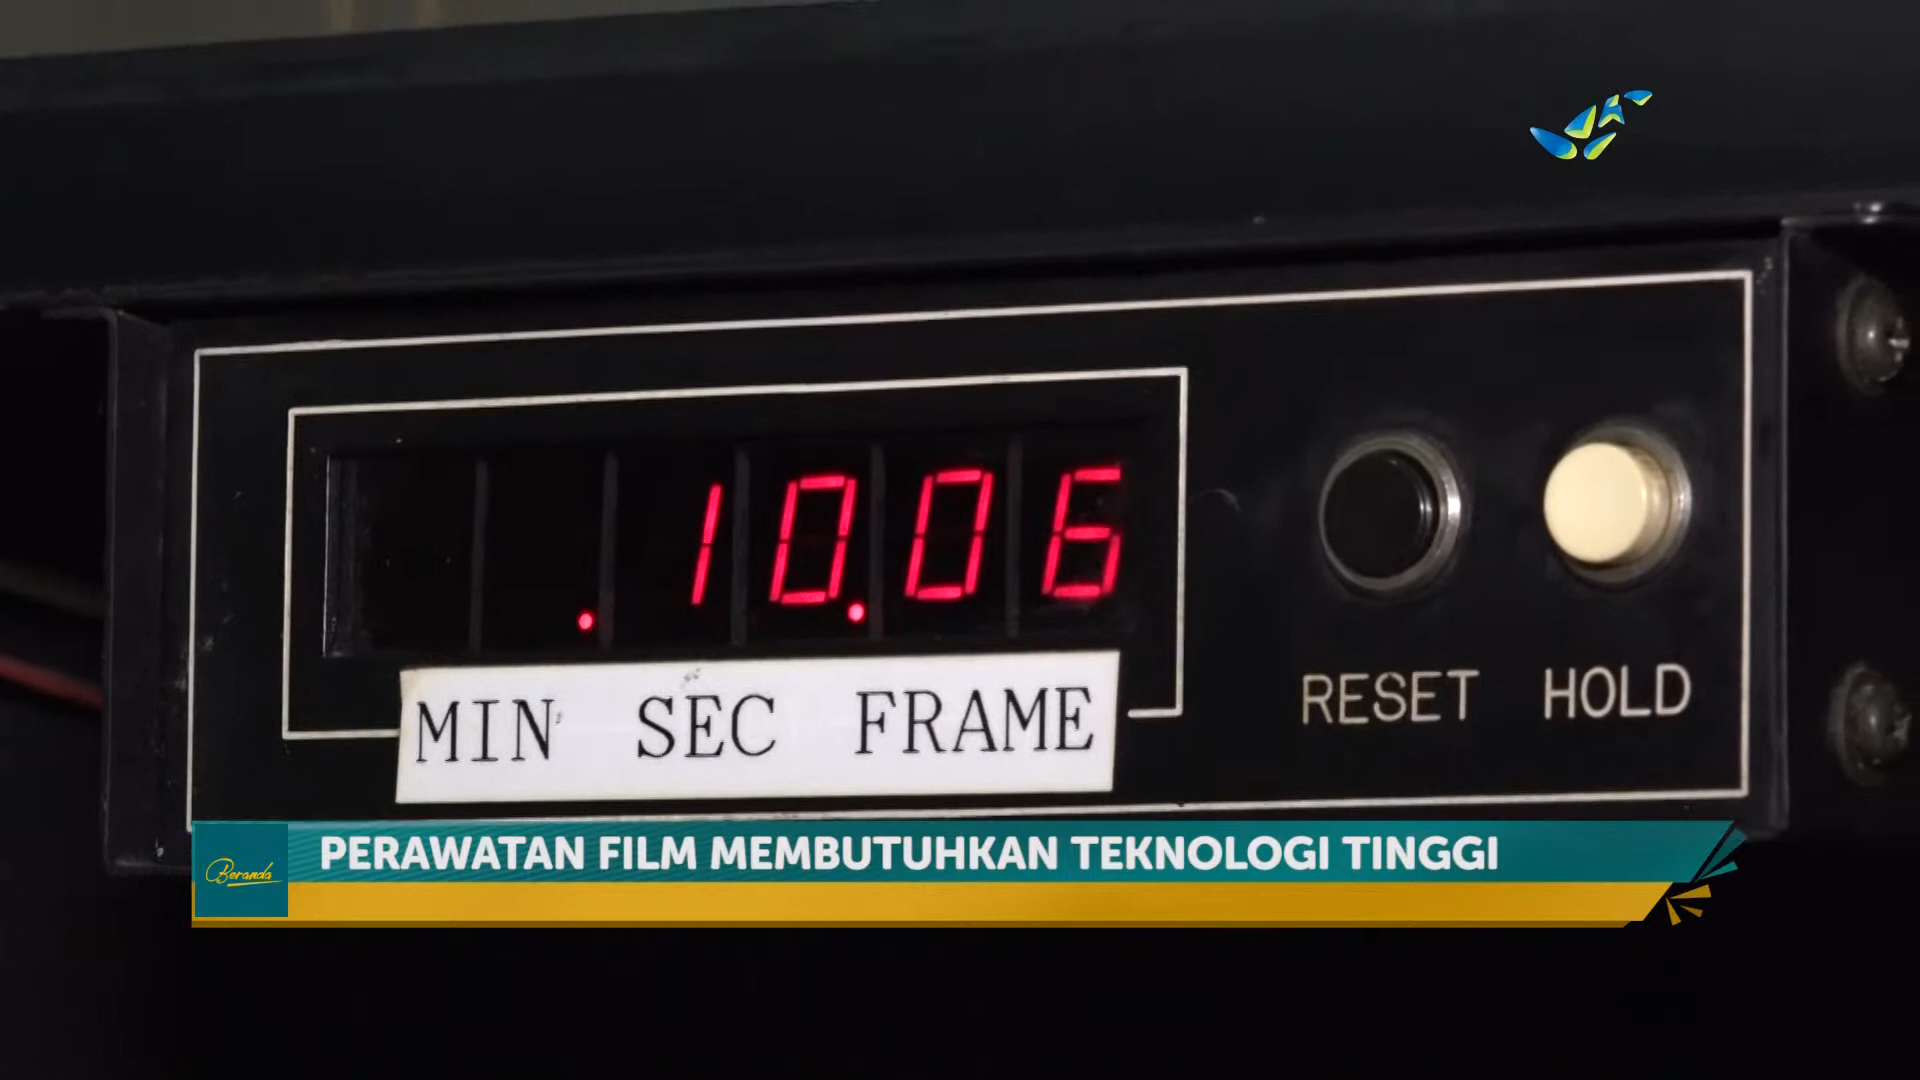 .10.06
MIN SEC FRAME
RESET HOLD
Beranda
PERAWATAN FILM MEMBUTUHKAN TEKNOLOGI TINGGI